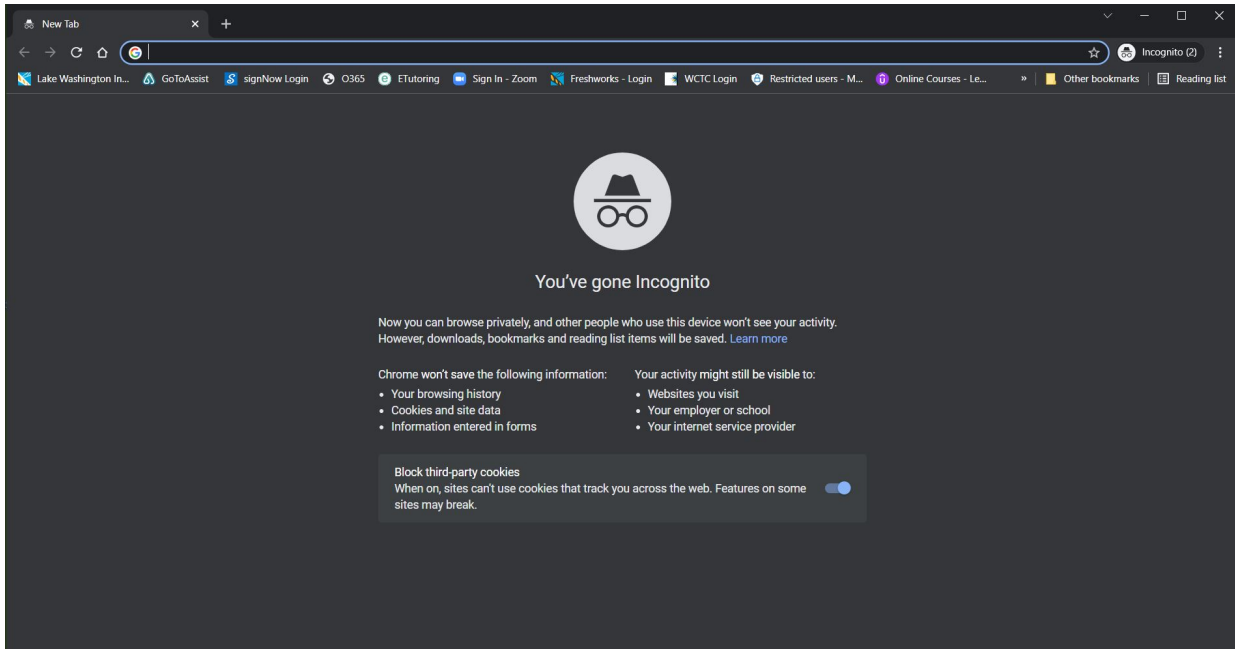 New Tab
Incognito (2)
Lake Washington In... GoToAssist signNow Login O365 ETutoring Sign In - Zoom Freshworks - Login WCTC Login Restricted users - M... Online Courses - Le... » Other bookmarks Reading list
You've gone Incognito
Now you can browse privately, and other people who use this device won't see your activity.
However, downloads, bookmarks and reading list items will be saved. Learn more
Chrome won't save the following information:
• Your browsing history
• Cookies and site data
• Information entered in forms
Your activity might still be visible to:
• Websites you visit
• Your employer or school
• Your internet service provider
Block third-party cookies
When on, sites can't use cookies that track you across the web. Features on some
sites may break.